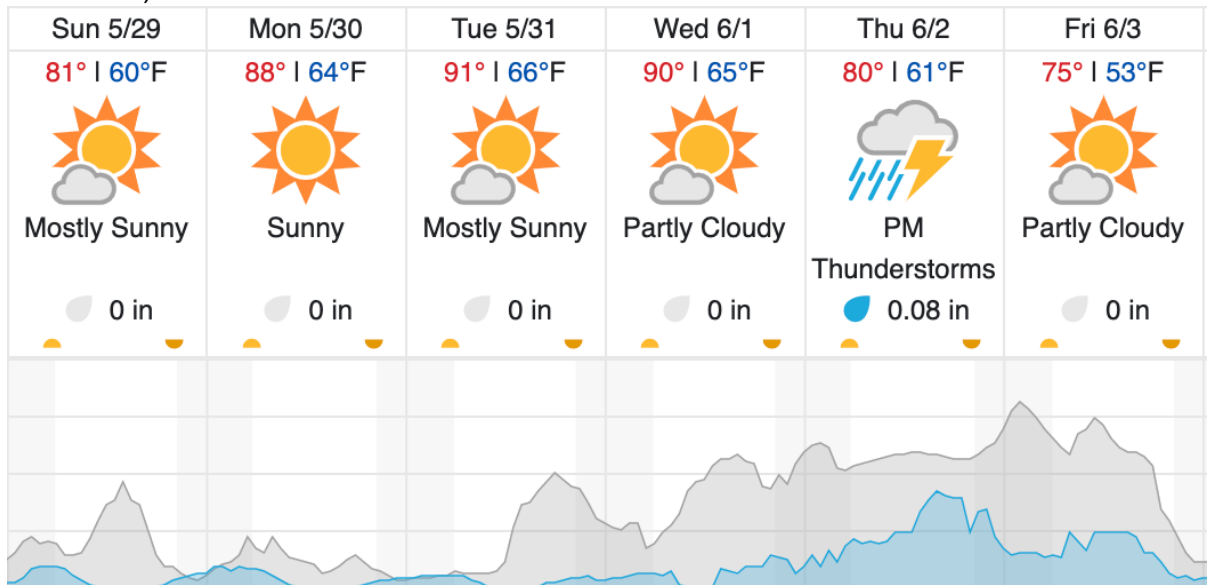 Sun 5/29
81° | 60°F
Mostly Sunny
0 in
Mon 5/30
88° | 64°F
Sunny
0 in
Tue 5/31
91° | 66°F
Mostly Sunny
0 in
Wed 6/1
90° | 65°F
Partly Cloudy
0 in
Thu 6/2
80° | 61°F
PM
Thunderstorms
0.08 in
Fri 6/3
75° | 53°F
Partly Cloudy
0 in